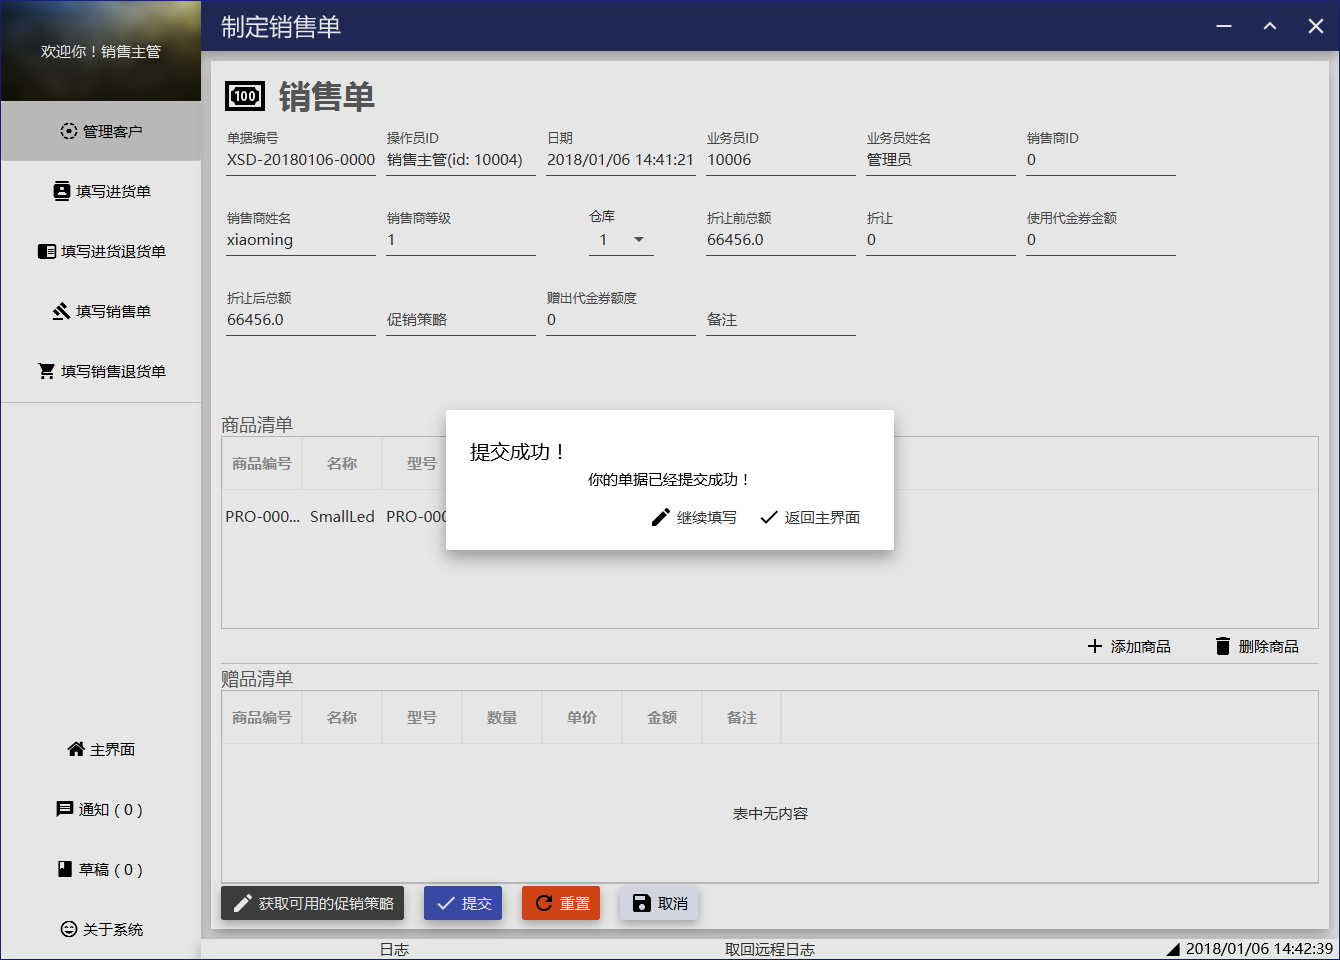 欢迎你！销售主管
制定销售单
管理客户
填写进货单
填写进货退货单
填写销售单
填写销售退货单
主界面
通知 ( 0 )
草稿 ( 0 )
关于系统
100 销售单
单据编号 操作员ID 日期 业务员ID 业务员姓名 销售商ID
XSD-20180106-0000 销售主管(id: 10004) 2018/01/06 14:41:21 10006 管理员 0
销售商姓名 销售商等级 仓库 折让前总额 折让 使用代金券金额
xiaoming 1 1 66456.0 0 0
折让后总额 赠出代金券额度
66456.0 促销策略 0 备注
商品清单
商品编号 名称 型号
PRO-000... SmallLed PRO-000
提交成功！
你的单据已经提交成功！
继续填写 返回主界面
添加商品 删除商品
赠品清单
商品编号 名称 型号 数量 单价 金额 备注
表中无内容
获取可用的促销策略 提交 重置 取消
日志 取回远程日志 2018/01/06 14:42:39